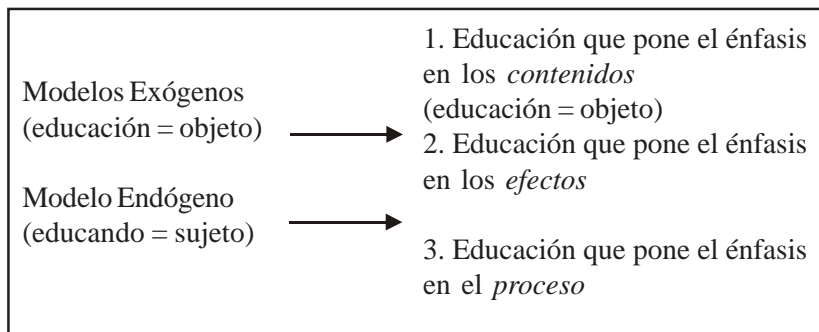 Modelos Exógenos
(educación = objeto)
Modelo Endógeno
(educando = sujeto)
1. Educación que pone el énfasis
en los contenidos
(educación = objeto)
2. Educación que pone el énfasis
en los efectos
3. Educación que pone el énfasis
en el proceso